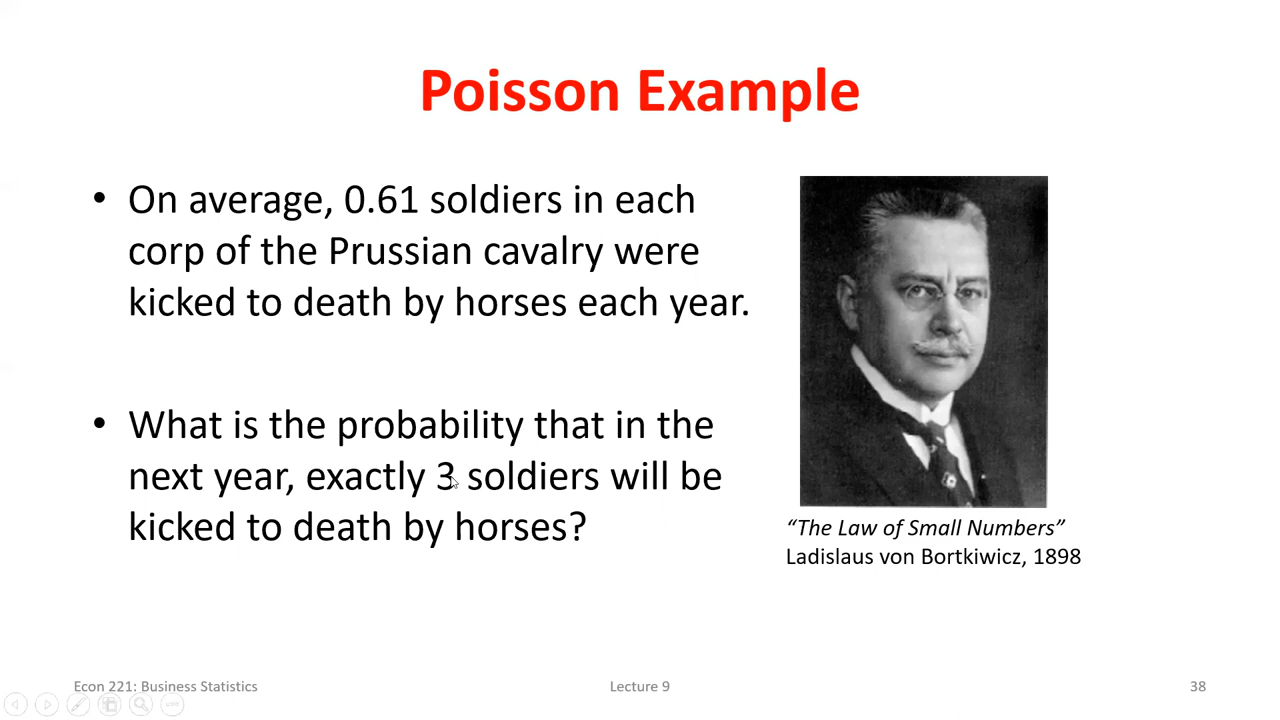 Poisson Example
• On average, 0.61 soldiers in each
corp of the Prussian cavalry were
kicked to death by horses each year.
• What is the probability that in the
next year, exactly 3 soldiers will be
kicked to death by horses?
“The Law of Small Numbers”
Ladislaus von Bortkiwicz, 1898
Econ 221: Business Statistics
Lecture 9
38